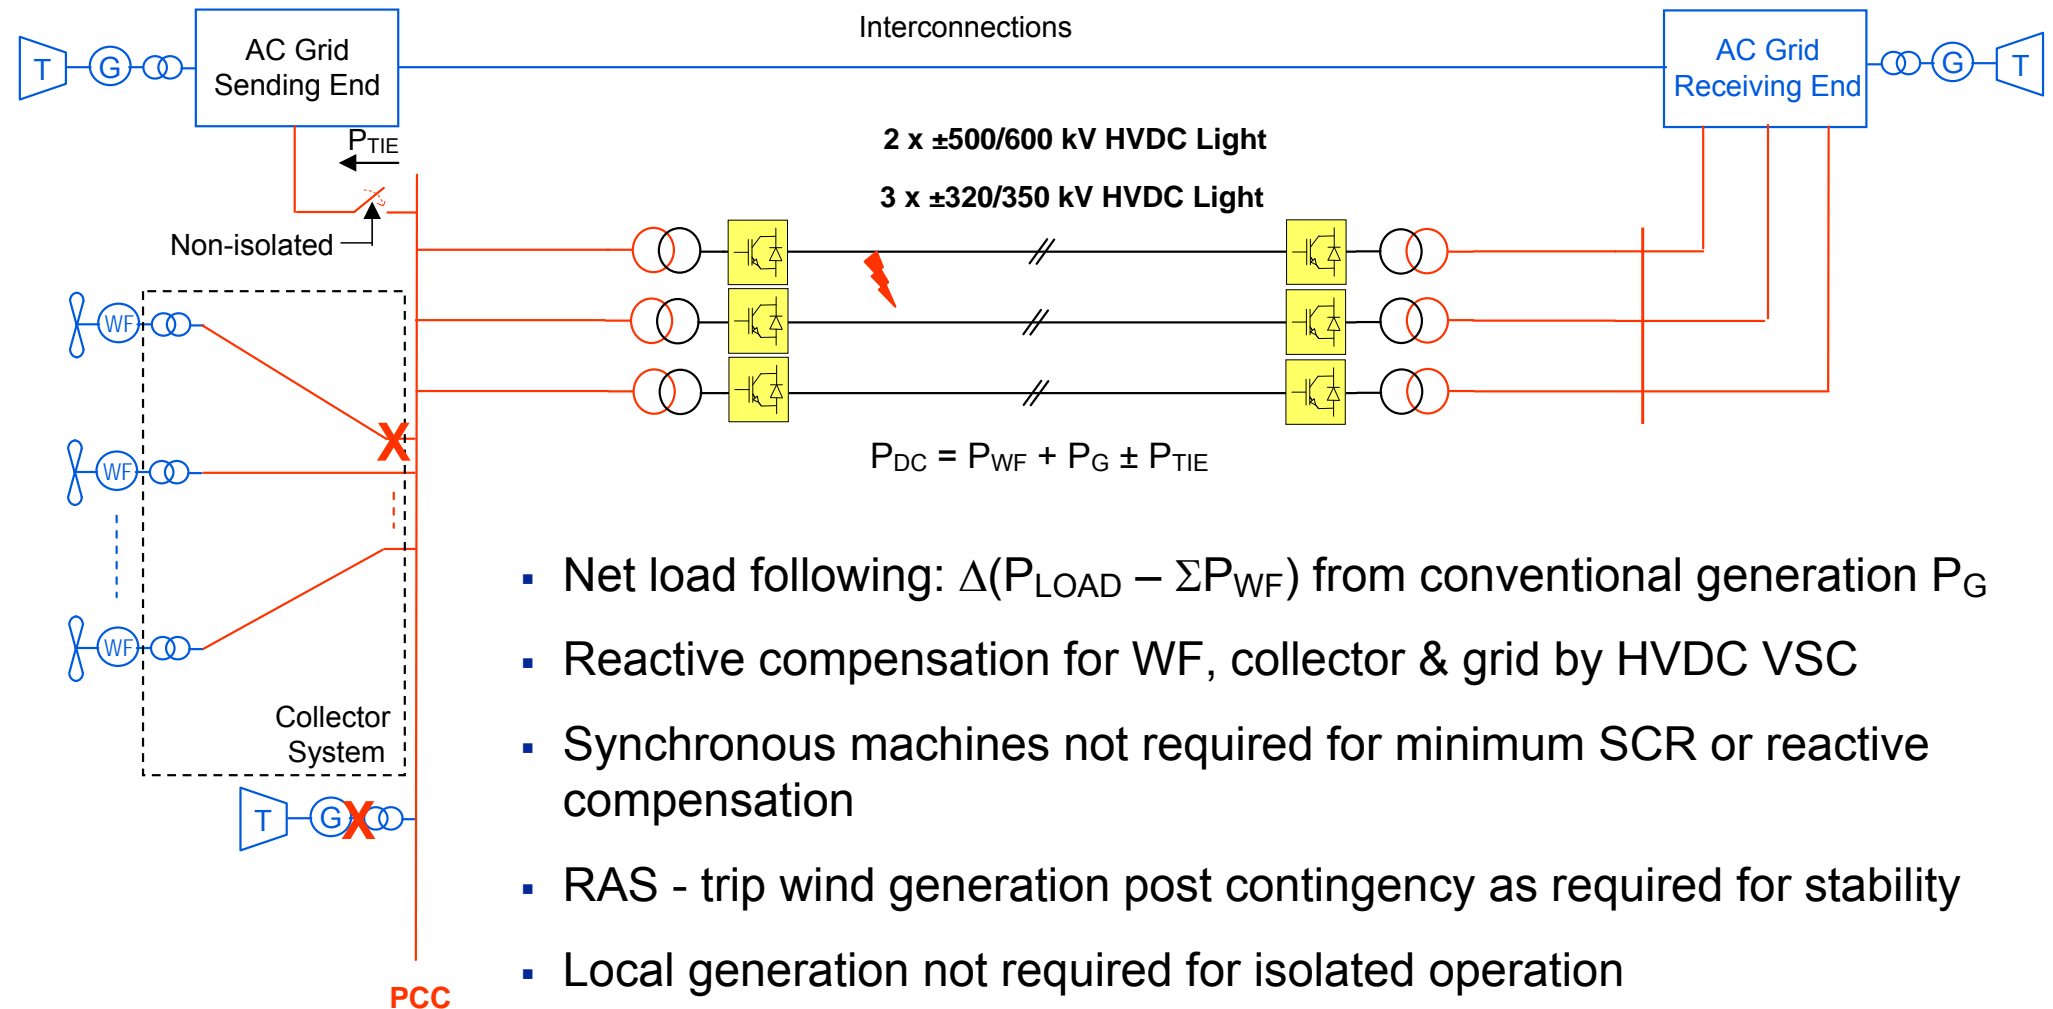 Interconnections
T
G
AC Grid
Sending End
AC Grid
Receiving End
G
T
PTIE
2 x ±500/600 kV HVDC Light
3 x ±320/350 kV HVDC Light
Non-isolated
WF
X
PDC = PWF + PG ± PTIE
WF
WF
Collector
System
T
G
X
PCC
▪ Net load following: Δ(PLOAD – ΣPWF) from conventional generation PG
▪ Reactive compensation for WF, collector & grid by HVDC VSC
▪ Synchronous machines not required for minimum SCR or reactive
compensation
▪ RAS - trip wind generation post contingency as required for stability
▪ Local generation not required for isolated operation